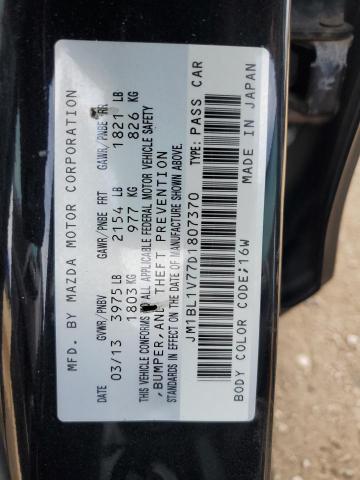 MFD. BY MAZDA MOTOR CORPORATION
GVWR/PNBV GAWR/PNBE FRT GAWR/PNBE RR
DATE 3975 LB 2154 LB 1821 LB
03/13 1803 KG 977 KG 826 KG
THIS VEHICLE CONFORMS TO ALL APPLICABLE FEDERAL MOTOR VEHICLE SAFETY
, BUMPER, AND THEFT PREVENTION
STANDARDS IN EFFECT ON THE DATE OF MANUFACTURE SHOWN ABOVE.
JM1BL1V77D1807370 TYPE: PASS CAR
BODY COLOR CODE;16W MADE IN JAPAN